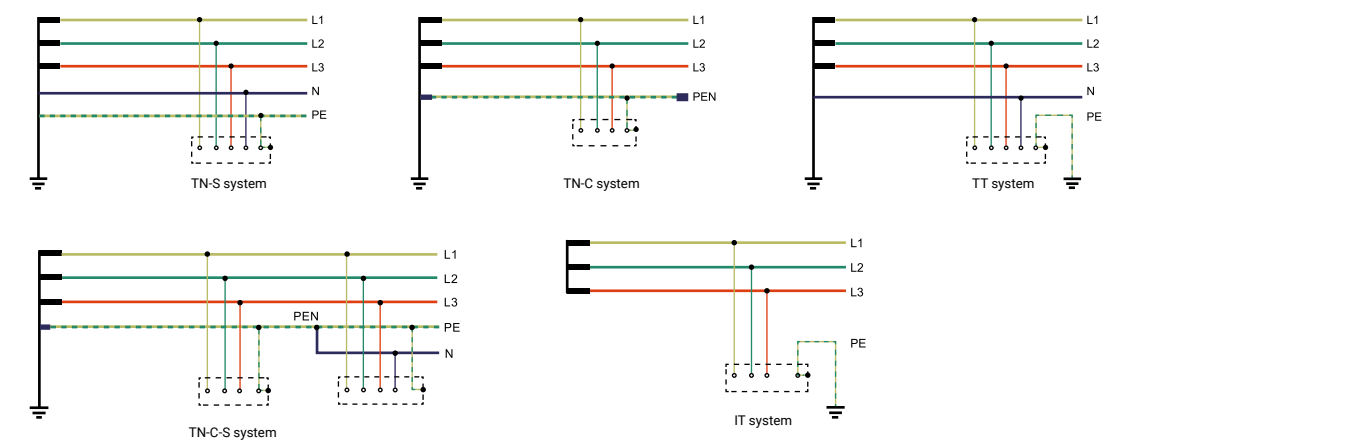 L1
L2
L3
N
PE
TN-S system
L1
L2
L3
PEN
TN-C system
L1
L2
L3
N
PE
TT system
L1
L2
L3
PEN
PE
N
TN-C-S system
L1
L2
L3
PE
IT system